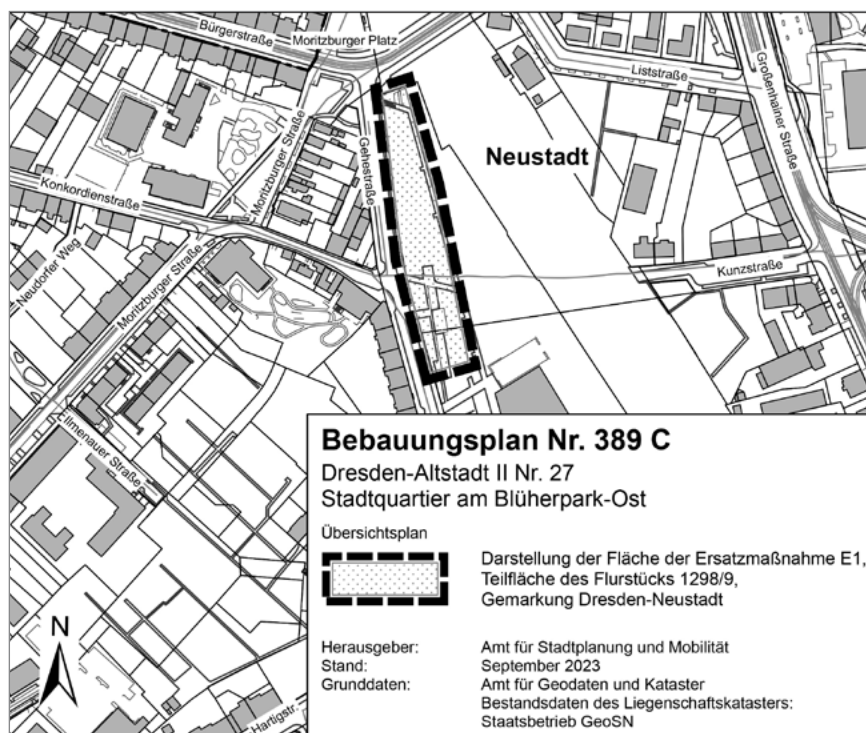 Bürgerstraße
Moritzburger Platz
Liststraße
Großenhainer Straße
Gehestraße
Neustadt
Moritzburger Straße
Konkordienstraße
Neudorfer Weg
Moritzburger Straße
Kunzstraße
Ilmenauer Straße
Bebauungsplan Nr. 389 C
Dresden-Altstadt II Nr. 27
Stadtquartier am Blüherpark-Ost
Übersichtsplan
Darstellung der Fläche der Ersatzmaßnahme E1,
Teilfläche des Flurstücks 1298/9,
Gemarkung Dresden-Neustadt
N
Herausgeber: Amt für Stadtplanung und Mobilität
Stand: September 2023
Grunddaten: Amt für Geodaten und Kataster
Bestandsdaten des Liegenschaftskatasters:
Staatsbetrieb GeoSN
Hartigstr.